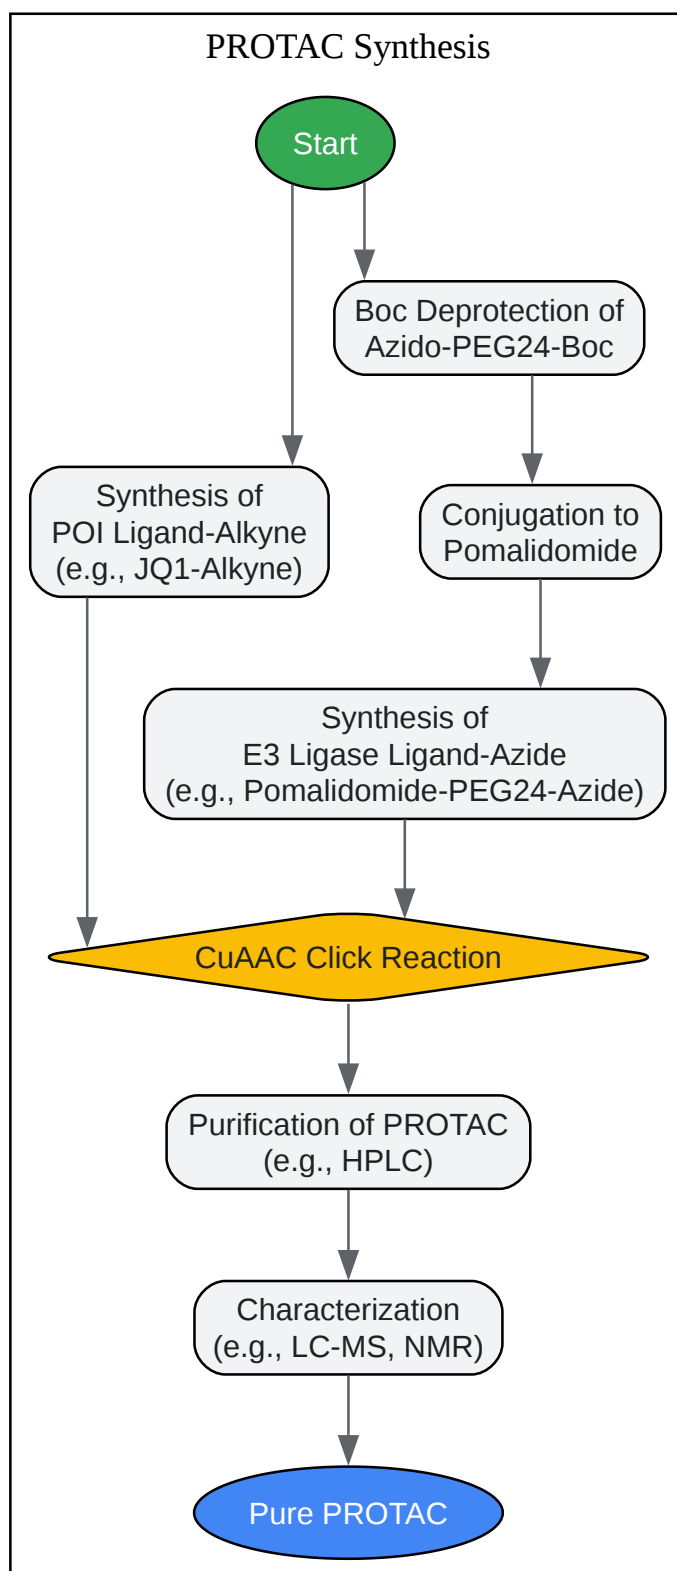 PROTAC Synthesis
Start
Boc Deprotection of
Azido-PEG24-Boc
Synthesis of
POI Ligand-Alkyne
(e.g., JQ1-Alkyne)
Conjugation to
Pomalidomide
Synthesis of
E3 Ligase Ligand-Azide
(e.g., Pomalidomide-PEG24-Azide)
CuAAC Click Reaction
Purification of PROTAC
(e.g., HPLC)
Characterization
(e.g., LC-MS, NMR)
Pure PROTAC